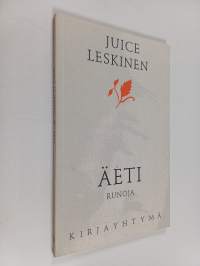 JUICE
LESKINEN
ÄETI
RUNOJA
KIRJAYHTYMÄ